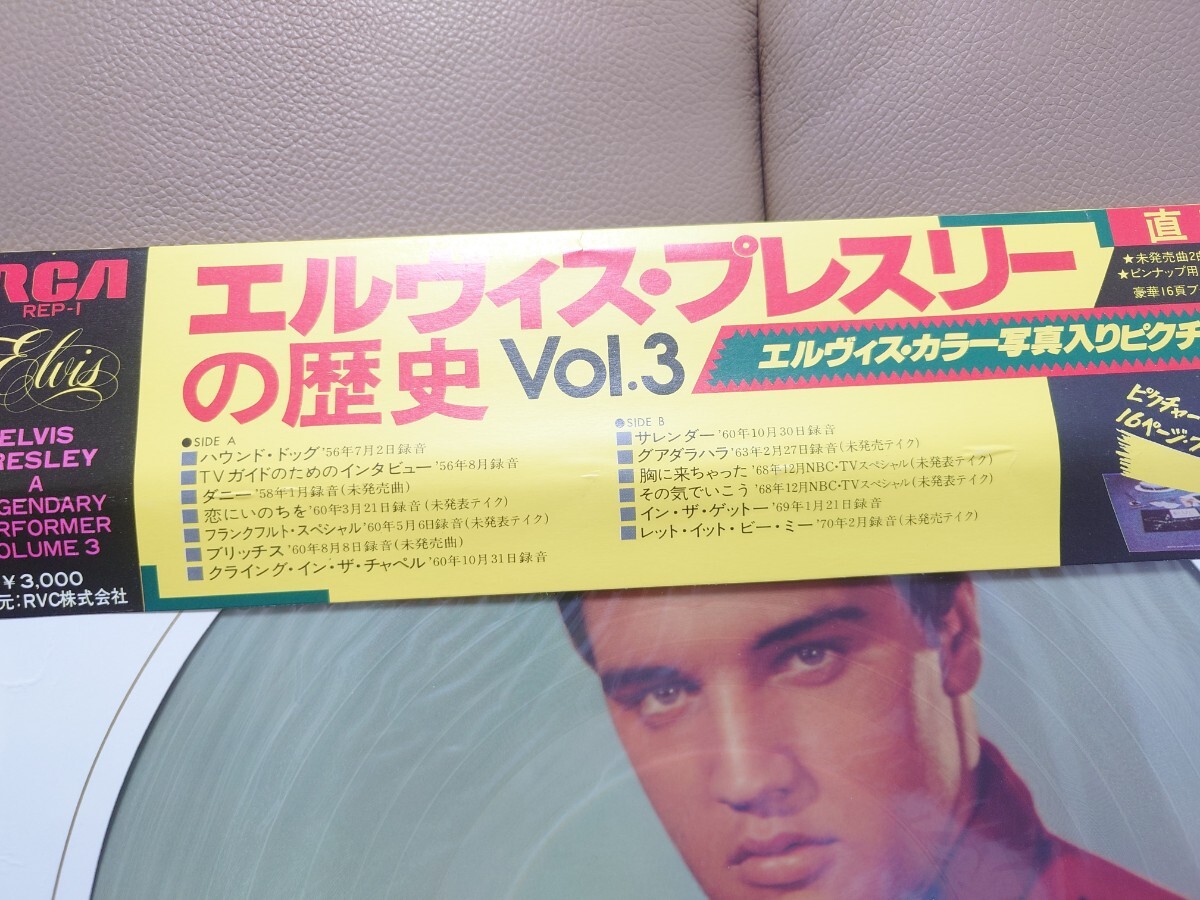 RCA
REP-1
Elvis
ELVIS
PRESLEY
A
LEGENDARY
PERFORMER
VOLUME 3
¥3,000
元:RVC株式会社
エルヴィス・プレスリー
の歴史 Vol.3
エルヴィス・カラー写真入りピクチ
●SIDE A
ハウンド・ドッグ '56年7月2日録音
TVガイドのためのインタビュー '56年8月録音
ダニー '58年1月録音(未発売曲)
恋にいのちを '60年3月21日録音(未発表テイク)
フランクフルト・スペシャル '60年5月6日録音(未発表テイク)
ブリッチス '60年8月8日録音(未発売曲)
クライング・イン・ザ・チャペル '60年10月31日録音
●SIDE B
サレンダー '60年10月30日録音
グアダラハラ '63年2月27日録音(未発売テイク)
胸に来ちゃった '68年12月NBC・TVスペシャル(未発表テイク)
その気でいこう '68年12月NBC・TVスペシャル(未発表テイク)
イン・ザ・ゲットー '69年1月21日録音
レット・イット・ビー・ミー '70年2月録音(未発売テイク)
直
★未発売曲2曲
★ピンナップ用
豪華16頁ブ
ピクチャー
16ページ・